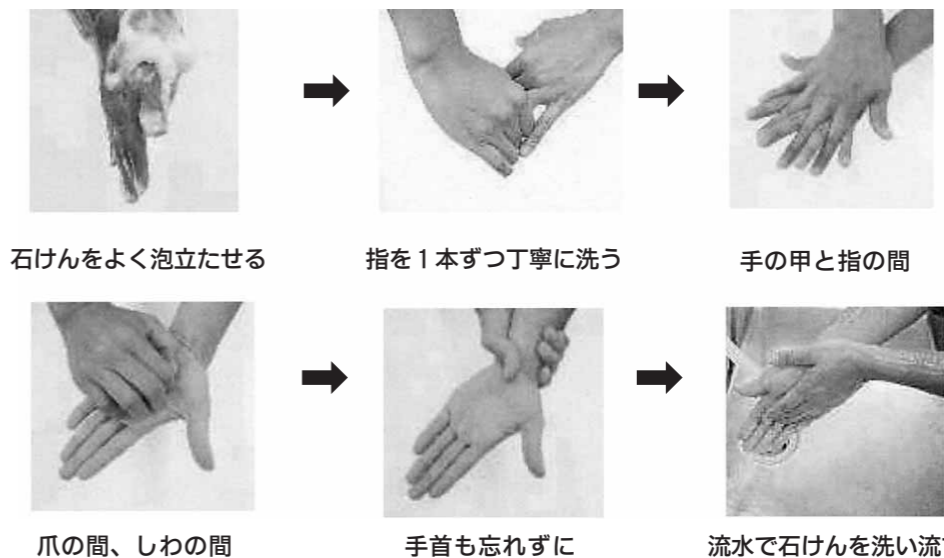 石けんをよく泡立たせる
指を1本ずつ丁寧に洗う
手の甲と指の間
爪の間、しわの間
手首も忘れずに
流水で石けんを洗い流す